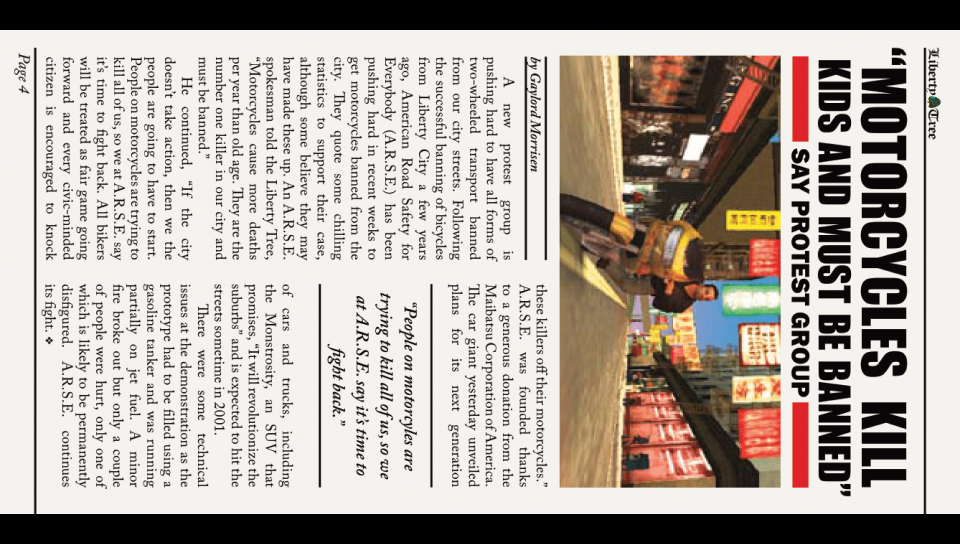 Liberty Tree
“MOTORCYCLES KILL
KIDS AND MUST BE BANNED”
SAY PROTEST GROUP
by Gaylord Morrisen
A new protest group is
pushing hard to have all forms of
two-wheeled transport banned
from our city streets. Following
the successful banning of bicycles
from Liberty City a few years
ago, American Road Safety for
Everybody (A.R.S.E.) has been
pushing hard in recent weeks to
get motorcycles banned from the
city. They quote some chilling
statistics to support their case,
although some believe they may
have made these up. An A.R.S.E.
spokesman told the Liberty Tree,
“Motorcycles cause more deaths
per year than old age. They are the
number one killer in our city and
must be banned.”
He continued, “If the city
doesn't take action, then we the
people are going to have to start.
People on motorcycles are trying to
kill all of us, so we at A.R.S.E. say
it's time to fight back. All bikers
will be treated as fair game going
forward and every civic-minded
citizen is encouraged to knock
these killers off their motorcycles.”
A.R.S.E. was founded thanks
to a generous donation from the
Maibatsu Corporation of America.
The car giant yesterday unveiled
plans for its next generation
“People on motorcyles are
trying to kill all of us, so we
at A.R.S.E. say it's time to
fight back.”
of cars and trucks, including
the Monstrosity, an SUV that
promises, “It will revolutionize the
suburbs” and is expected to hit the
streets sometime in 2001.
There were some technical
issues at the demonstration as the
prototype had to be filled using a
gasoline tanker and was running
partially on jet fuel. A minor
fire broke out but only a couple
of people were hurt, only one of
which is likely to be permanently
disfigured. A.R.S.E. continues
its fight. ❖
Page 4